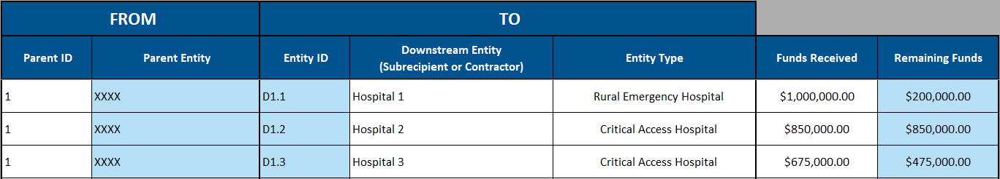 FROM TO
Parent ID Parent Entity Entity ID Downstream Entity (Subrecipient or Contractor) Entity Type Funds Received Remaining Funds
1 XXXX D1.1 Hospital 1 Rural Emergency Hospital $1,000,000.00 $200,000.00
1 XXXX D1.2 Hospital 2 Critical Access Hospital $850,000.00 $850,000.00
1 XXXX D1.3 Hospital 3 Critical Access Hospital $675,000.00 $475,000.00